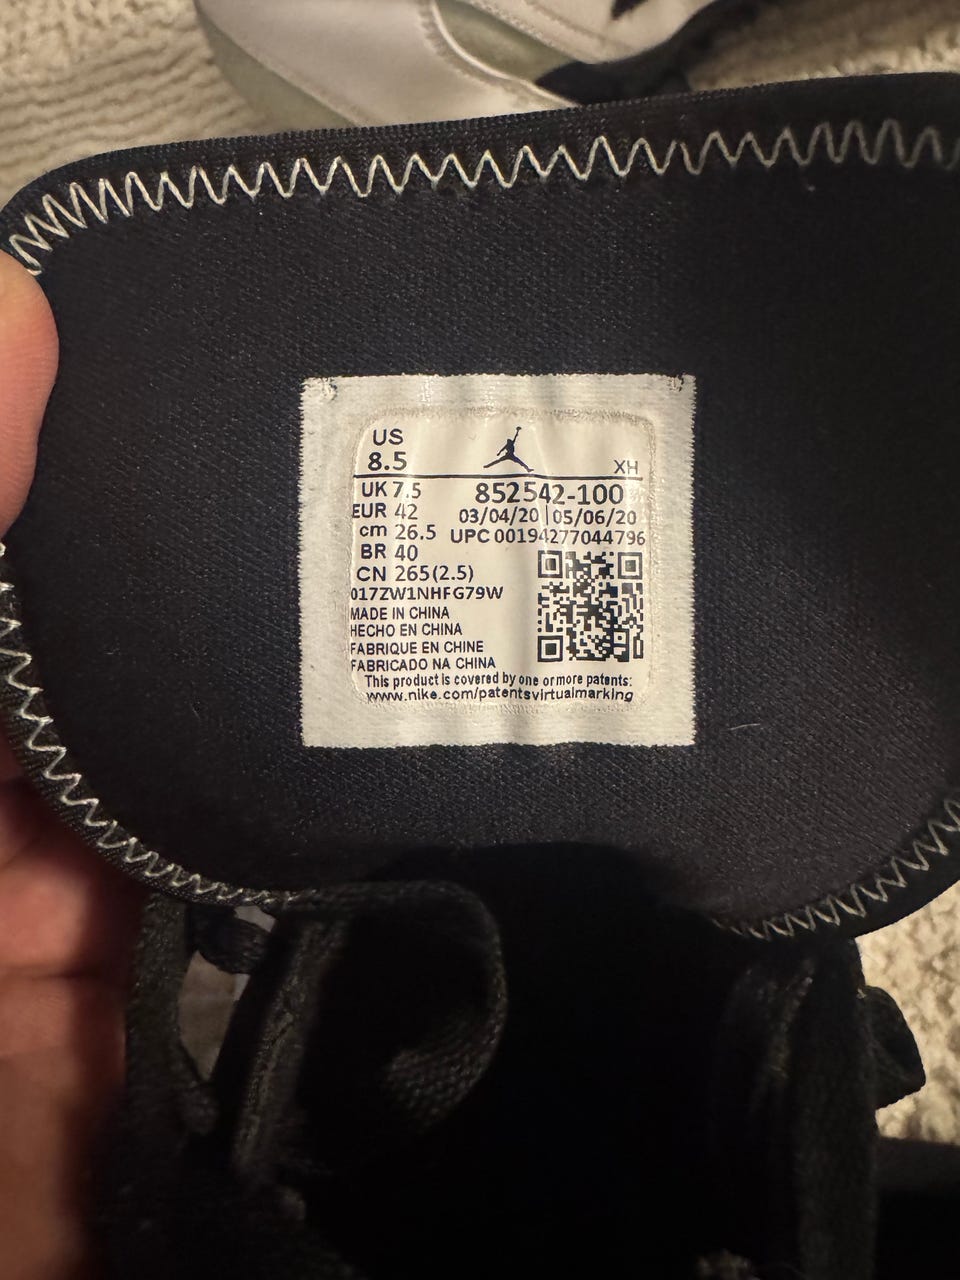 US
8.5
XH
UK 7.5
852542-100
EUR 42
03/04/20 | 05/06/20
cm 26.5
UPC 00194277044796
BR 40
CN 265(2.5)
017ZW1NHFG79W
MADE IN CHINA
HECHO EN CHINA
FABRIQUE EN CHINE
FABRICADO NA CHINA
This product is covered by one or more patents:
www.nike.com/patentsvirtualmarking